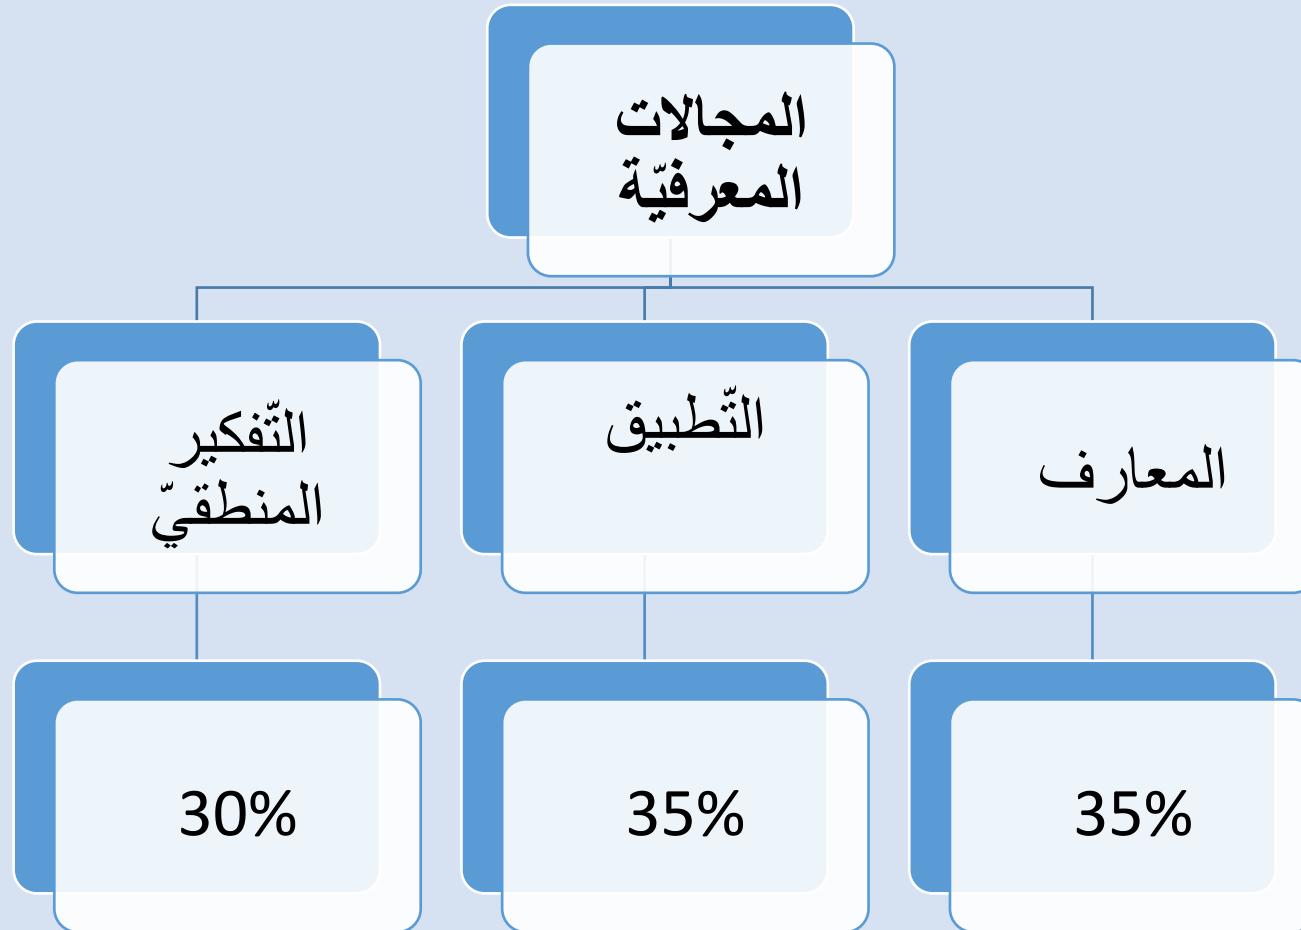 المجالات
المعرفيّة
المعارف
التّطبيق
التّفكير
المنطقيّ
35%
35%
30%